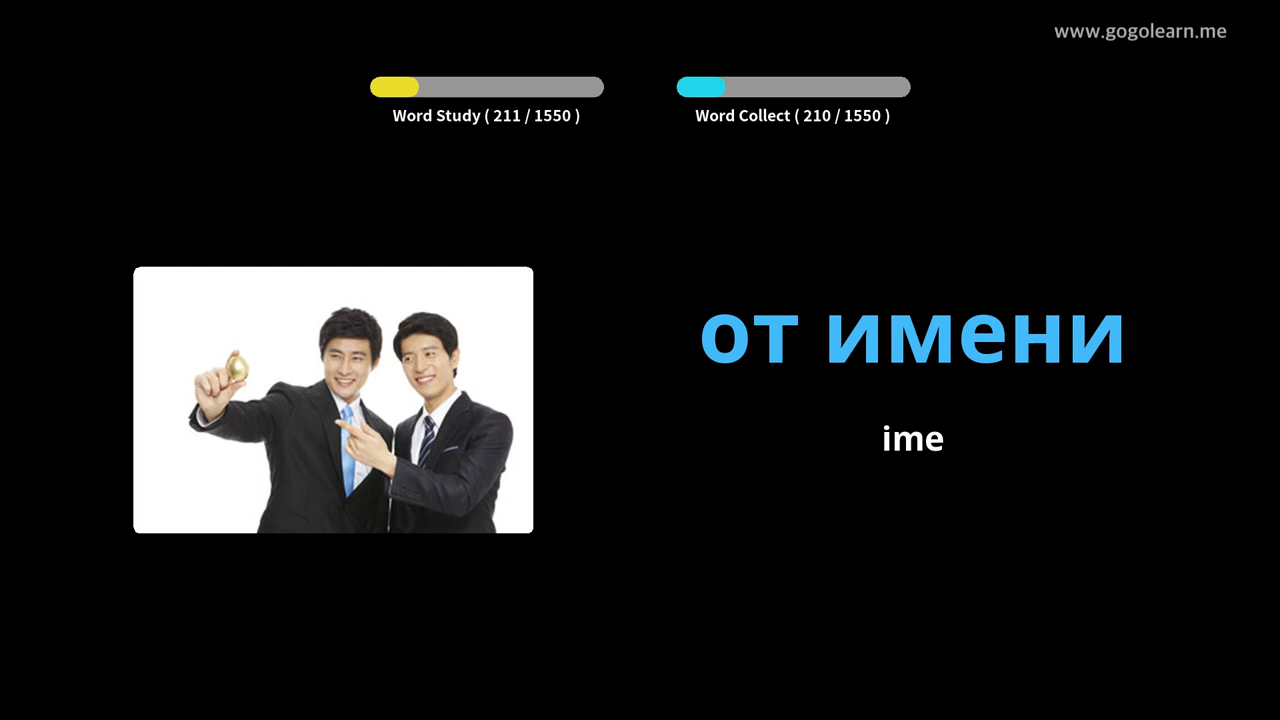 www.gogolearn.me
Word Study ( 211 / 1550 )
Word Collect ( 210 / 1550 )
от имени
ime